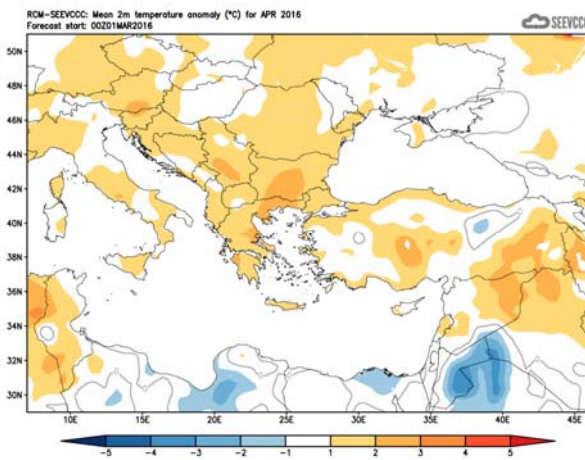 RCM-SEEVCCC: Mean 2m temperature anomaly (°C) for APR 2016
Forecast start: 00Z01MAR2016
SEEVCCC
50N
48N
46N
44N
42N
40N
38N
36N
34N
32N
30N
10E 15E 20E 25E 30E 35E 40E 45E
-5 -4 -3 -2 -1 1 2 3 4 5